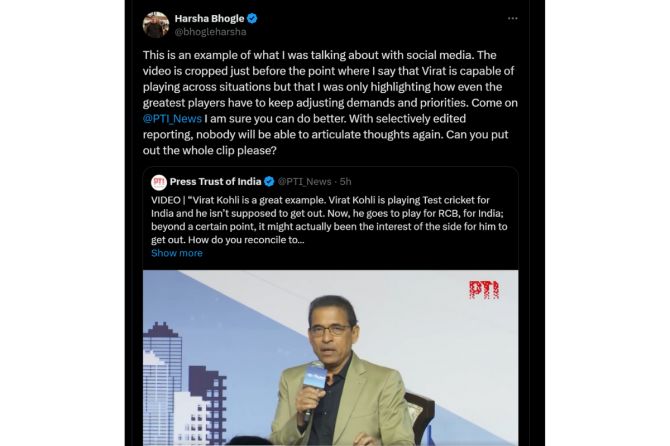 Harsha Bhogle
@bhogleharsha
This is an example of what I was talking about with social media. The
video is cropped just before the point where I say that Virat is capable of
playing across situations but that I was only highlighting how even the
greatest players have to keep adjusting demands and priorities. Come on
@PTI_News I am sure you can do better. With selectively edited
reporting, nobody will be able to articulate thoughts again. Can you put
out the whole clip please?
Press Trust of India @PTI_News · 5h
VIDEO | "Virat Kohli is a great example. Virat Kohli is playing Test cricket for
India and he isn't supposed to get out. Now, he goes to play for RCB, for India;
beyond a certain point, it might actually been the interest of the side for him to
get out. How do you reconcile to...
Show more
PTI